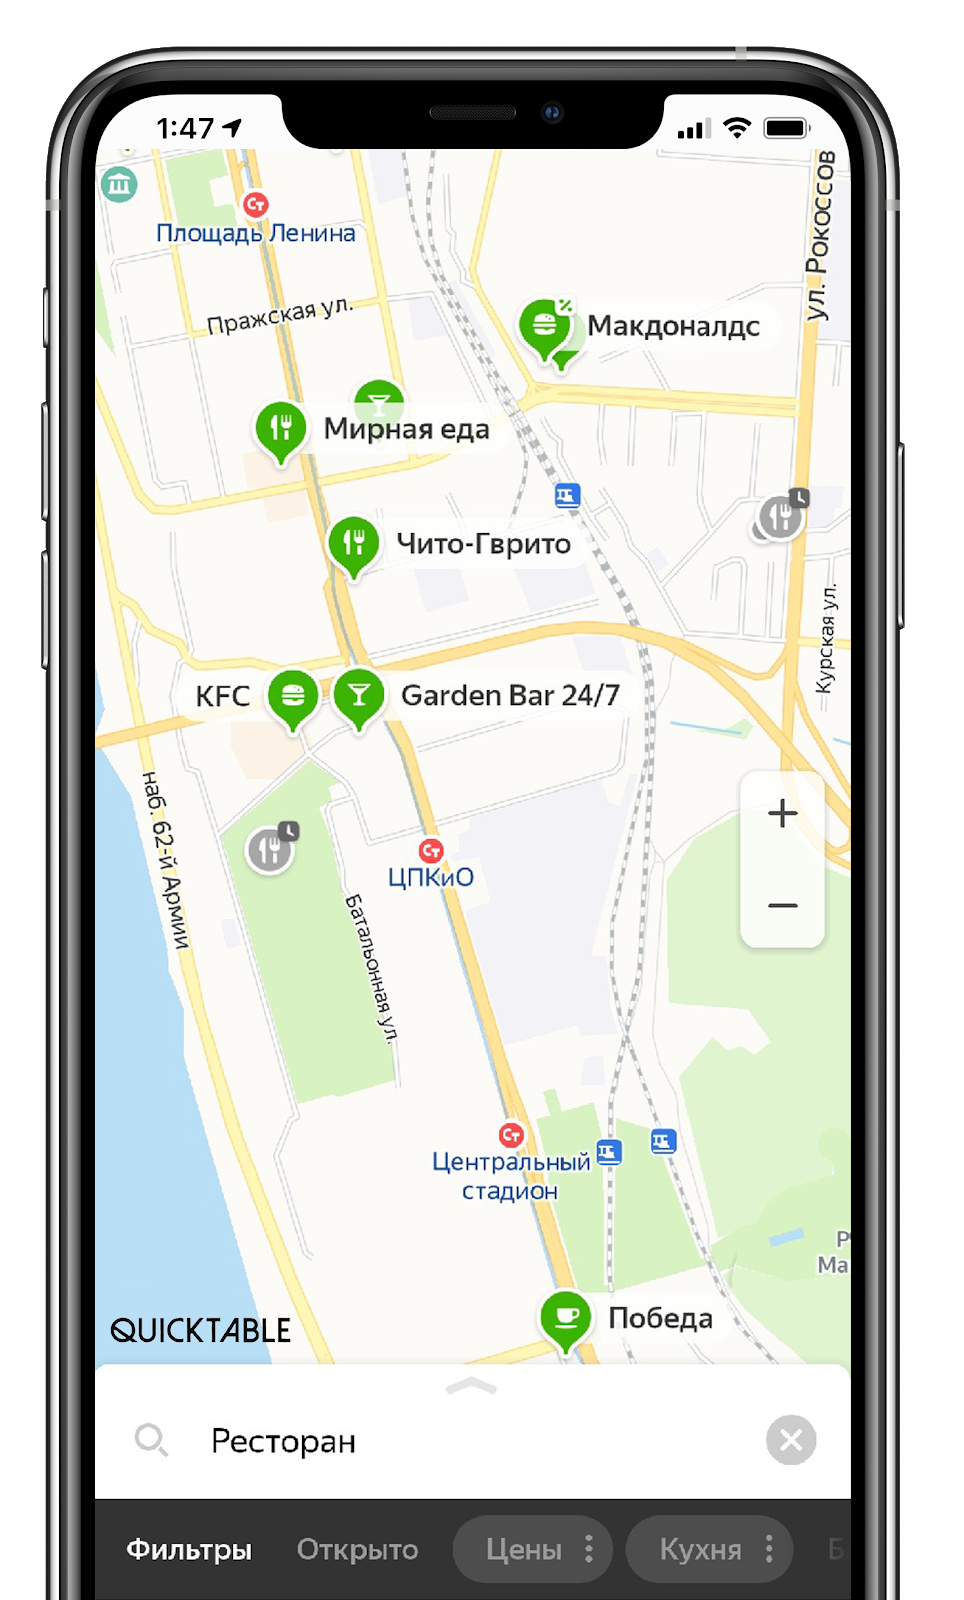 1:47
ул. Рокоссов
Площадь Ленина
Пражская ул.
Макдоналдс
Мирная еда
Чито-Гврито
Курская ул.
KFC
Garden Bar 24/7
наб. 62-й Армии
ЦПКиО
Батальонная ул.
Центральный
стадион
Ма
QUICKTABLE
Победа
Ресторан
Фильтры Открыто Цены Кухня